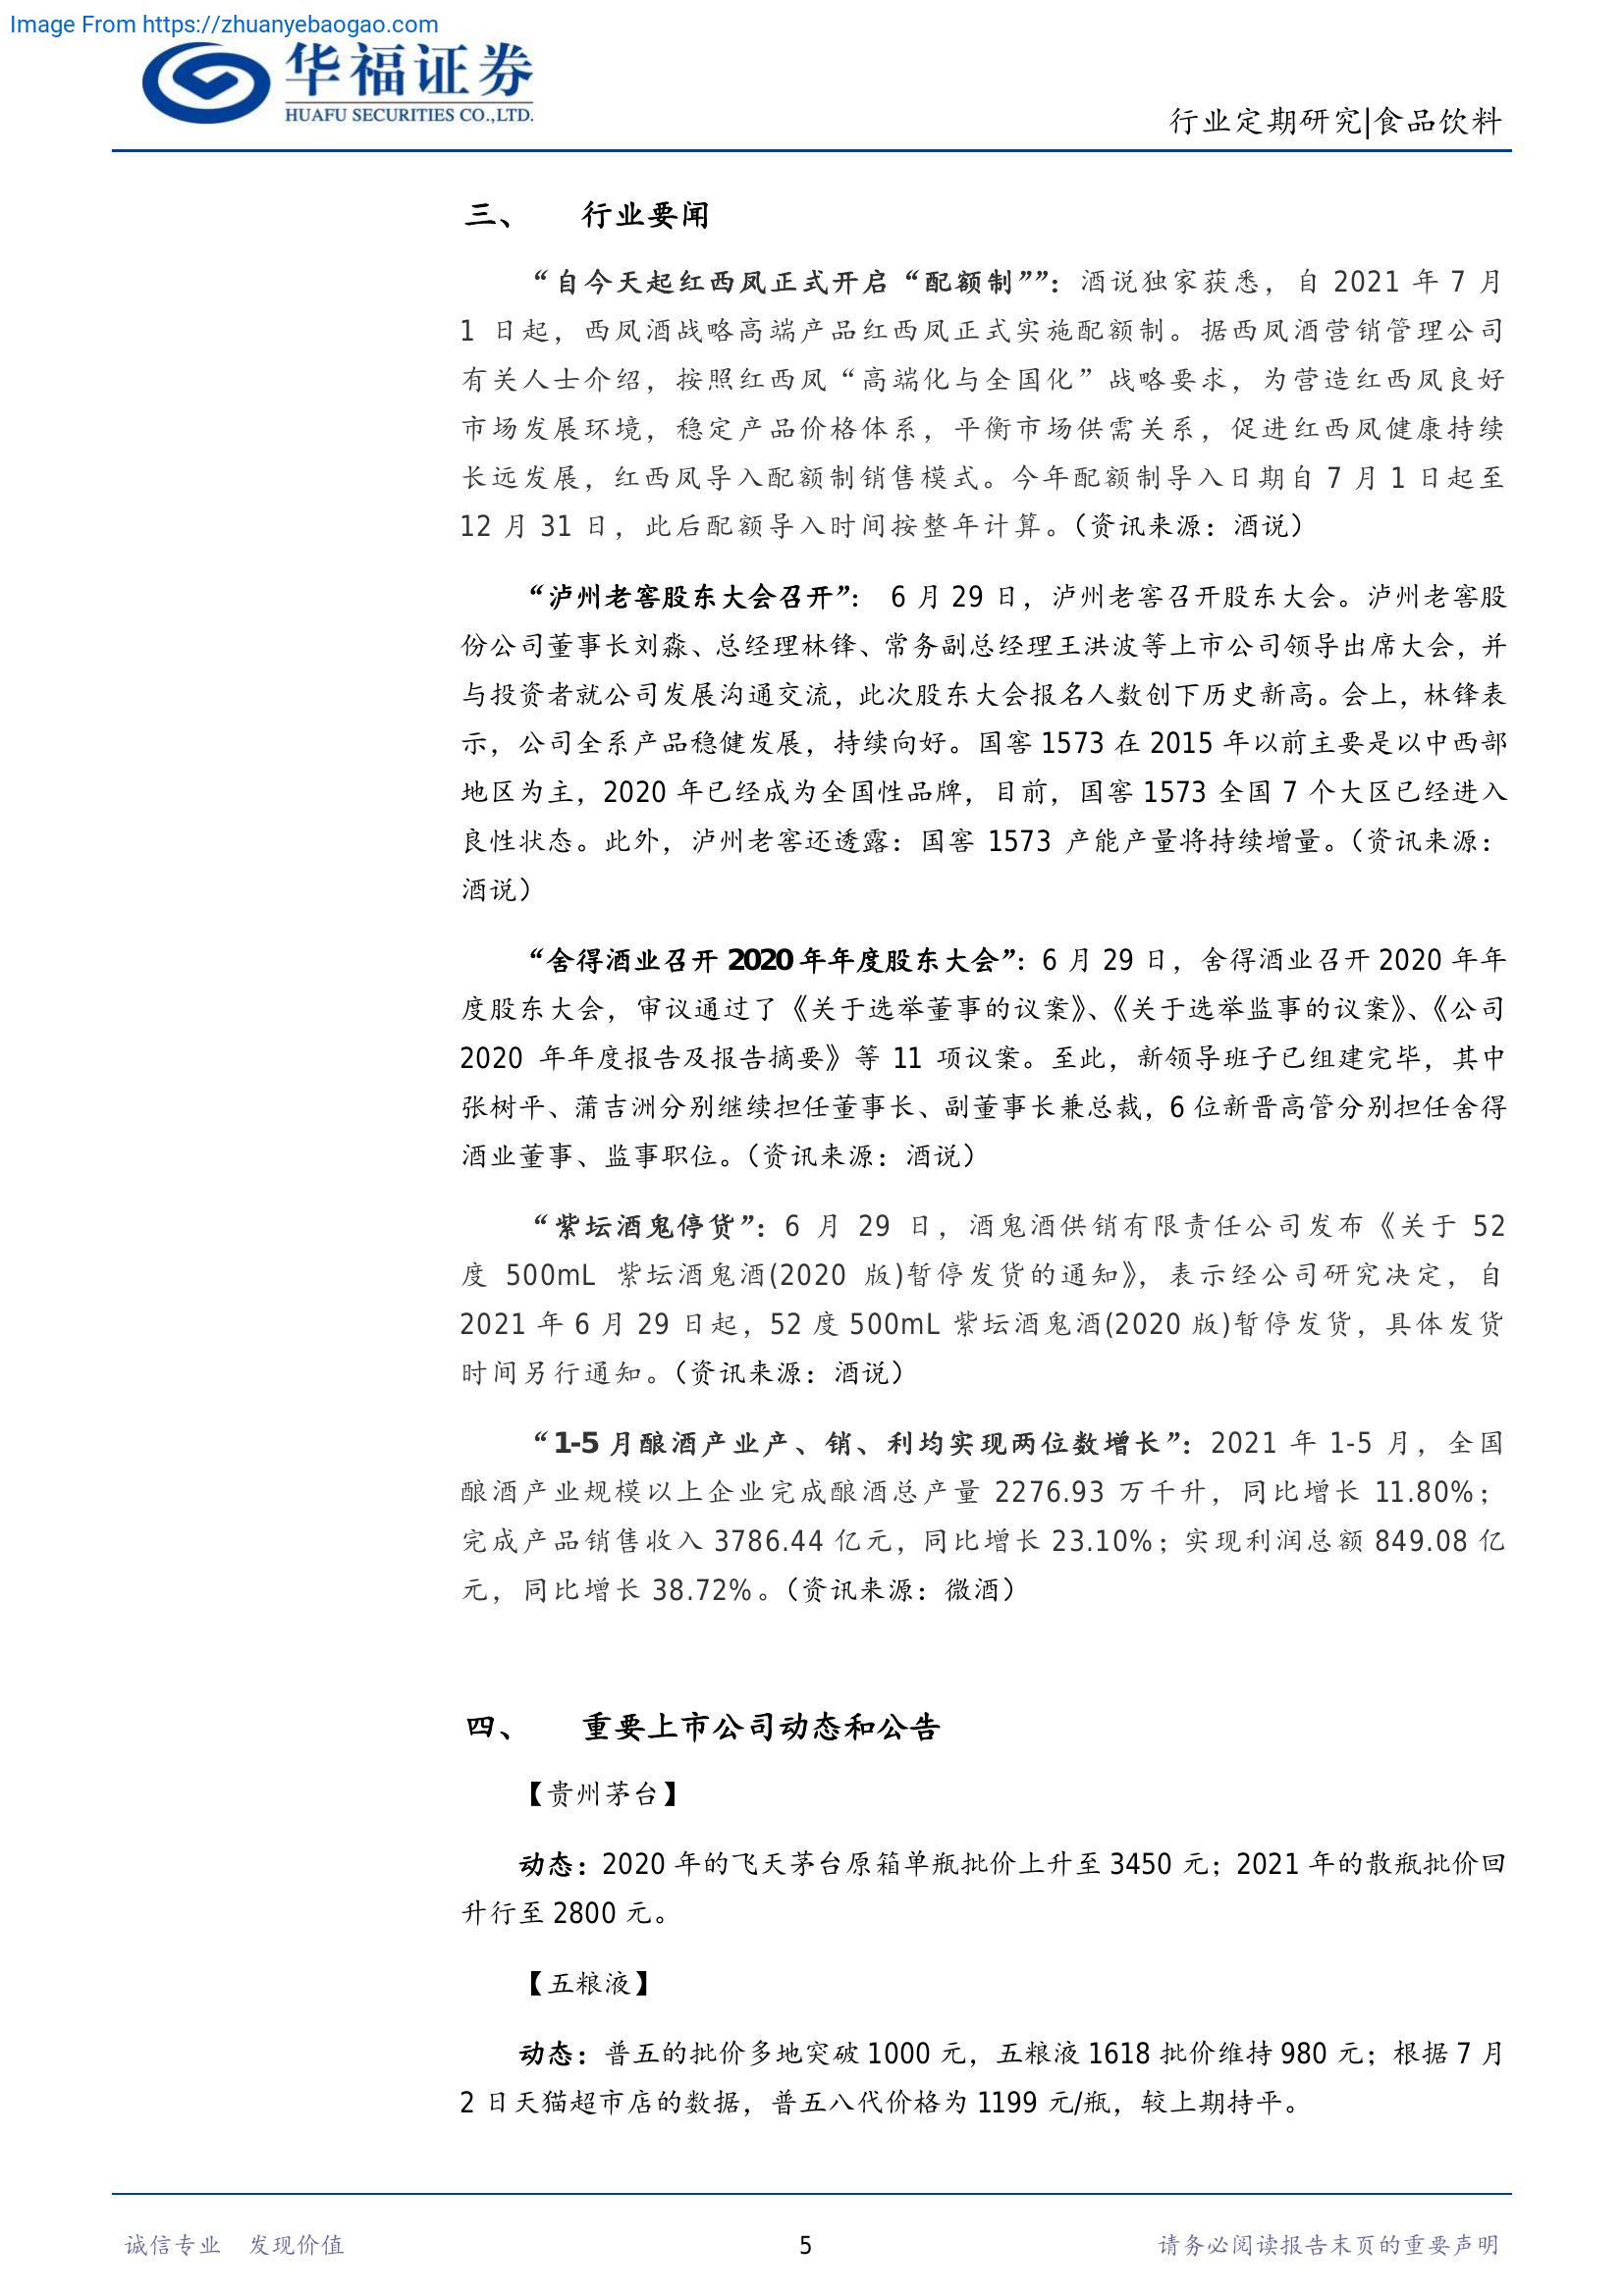 Image From https://zhuanyebaogao.com
华福证券
HUAFU SECURITIES CO.,LTD.
行业定期研究|食品饮料
三、 行业要闻
“自今天起红西凤正式开启“配额制””：酒说独家获悉，自 2021 年 7 月
1 日起，西凤酒战略高端产品红西凤正式实施配额制。据西凤酒营销管理公司
有关人士介绍，按照红西凤“高端化与全国化”战略要求，为营造红西凤良好
市场发展环境，稳定产品价格体系，平衡市场供需关系，促进红西凤健康持续
长远发展，红西凤导入配额制销售模式。今年配额制导入日期自 7 月 1 日起至
12 月 31 日，此后配额导入时间按整年计算。（资讯来源：酒说）
“泸州老窖股东大会召开”： 6 月 29 日，泸州老窖召开股东大会。泸州老窖股
份公司董事长刘淼、总经理林锋、常务副总经理王洪波等上市公司领导出席大会，并
与投资者就公司发展沟通交流，此次股东大会报名人数创下历史新高。会上，林锋表
示，公司全系产品稳健发展，持续向好。国窖 1573 在 2015 年以前主要是以中西部
地区为主，2020 年已经成为全国性品牌，目前，国窖 1573 全国 7 个大区已经进入
良性状态。此外，泸州老窖还透露：国窖 1573 产能产量将持续增量。（资讯来源：
酒说）
“舍得酒业召开 2020 年年度股东大会”：6 月 29 日，舍得酒业召开 2020 年年
度股东大会，审议通过了《关于选举董事的议案》、《关于选举监事的议案》、《公司
2020 年年度报告及报告摘要》等 11 项议案。至此，新领导班子已组建完毕，其中
张树平、蒲吉洲分别继续担任董事长、副董事长兼总裁，6 位新晋高管分别担任舍得
酒业董事、监事职位。（资讯来源：酒说）
“紫坛酒鬼停货”：6 月 29 日，酒鬼酒供销有限责任公司发布《关于 52
度 500mL 紫坛酒鬼酒(2020 版)暂停发货的通知》，表示经公司研究决定，自
2021 年 6 月 29 日起，52 度 500mL 紫坛酒鬼酒(2020 版)暂停发货，具体发货
时间另行通知。（资讯来源：酒说）
“1-5 月酿酒产业产、销、利均实现两位数增长”：2021 年 1-5 月，全国
酿酒产业规模以上企业完成酿酒总产量 2276.93 万千升，同比增长 11.80%；
完成产品销售收入 3786.44 亿元，同比增长 23.10%；实现利润总额 849.08 亿
元，同比增长 38.72%。（资讯来源：微酒）
四、 重要上市公司动态和公告
【贵州茅台】
动态：2020 年的飞天茅台原箱单瓶批价上升至 3450 元；2021 年的散瓶批价回
升行至 2800 元。
【五粮液】
动态：普五的批价多地突破 1000 元，五粮液 1618 批价维持 980 元；根据 7 月
2 日天猫超市店的数据，普五八代价格为 1199 元/瓶，较上期持平。
诚信专业 发现价值
5
请务必阅读报告末页的重要声明